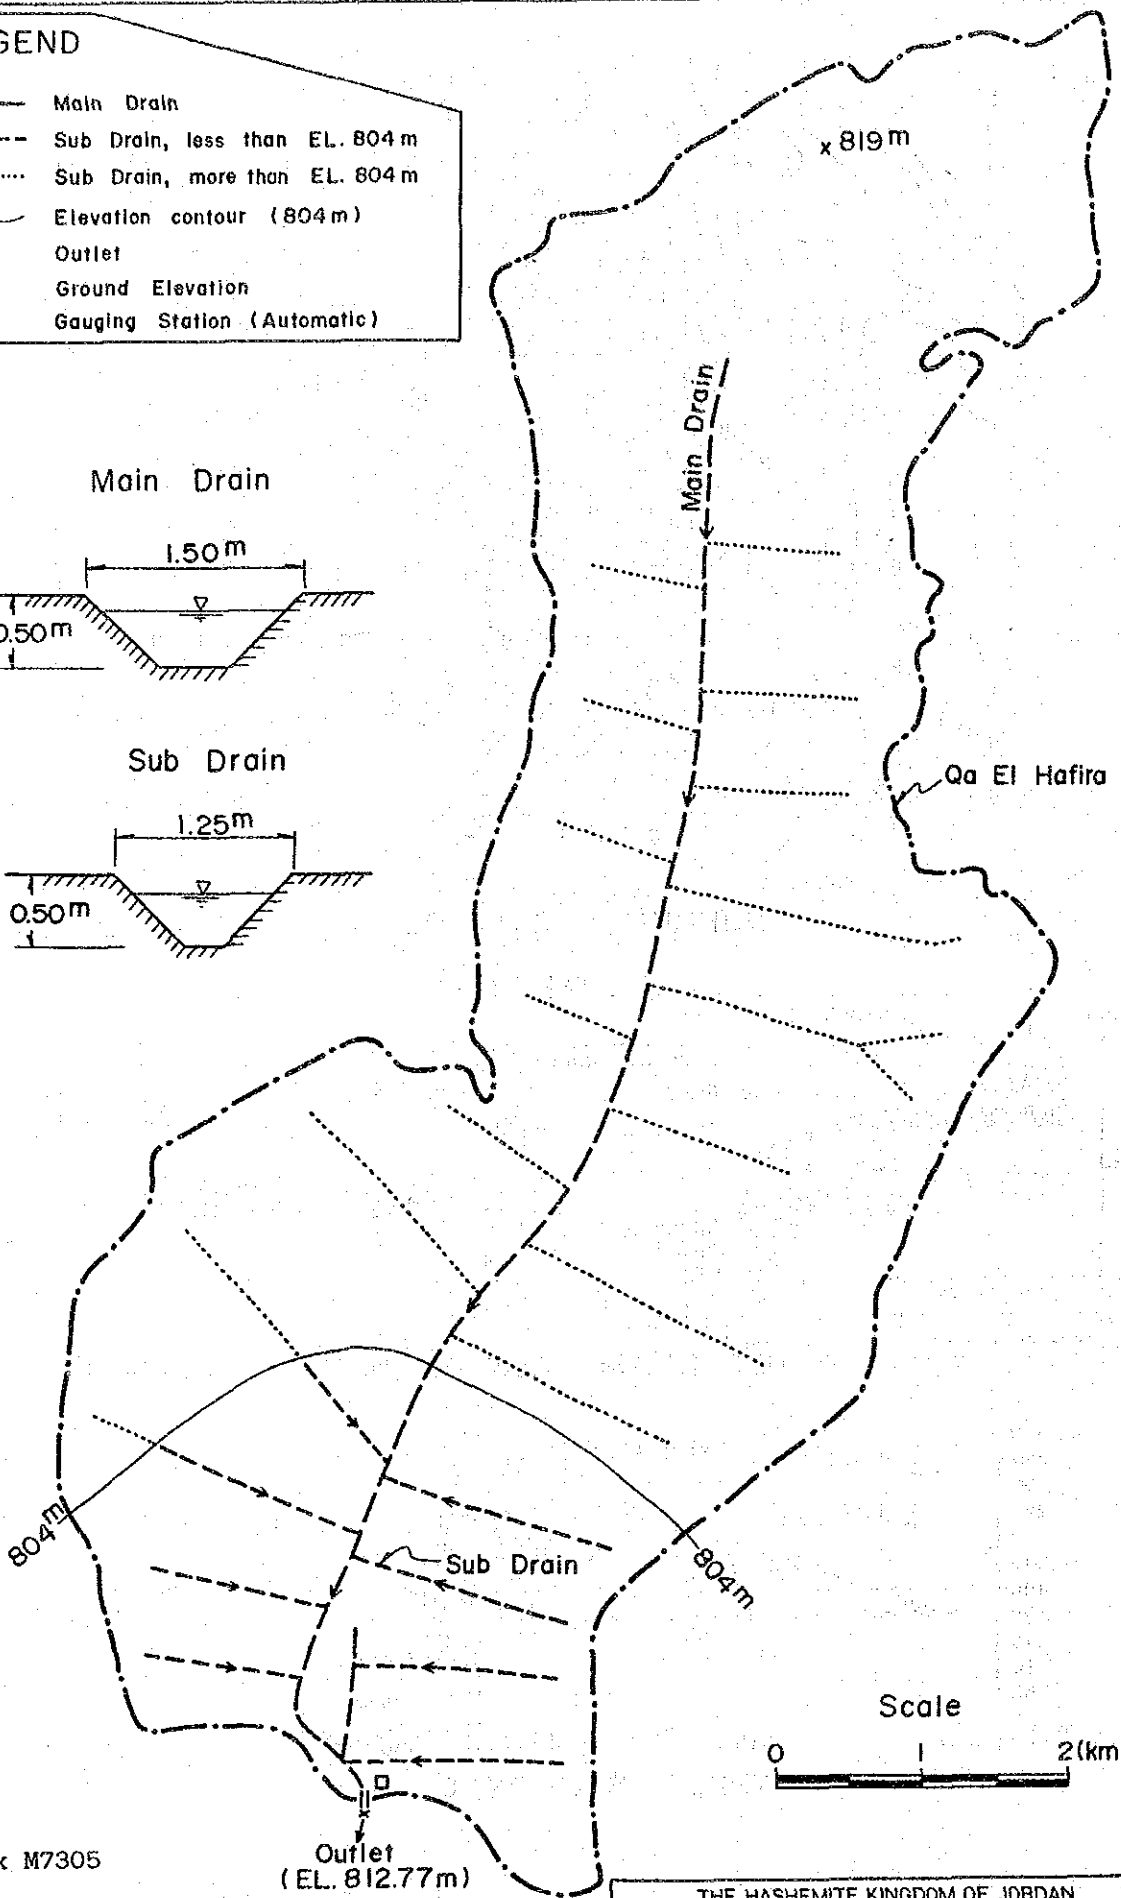 GEND
Main Drain
Sub Drain, less than EL. 804 m
Sub Drain, more than EL. 804 m
Elevation contour (804 m)
Outlet
Ground Elevation
Gauging Station (Automatic)
x 819 m
Main Drain
Main Drain
1.50 m
0.50 m
Sub Drain
1.25 m
0.50 m
Qa El Hafira
804 m
Sub Drain
804 m
Scale
0 1 2 (km
Outlet
(EL. 812.77 m)
M7305
THE HASHEMITE KINGDOM OF JORDAN